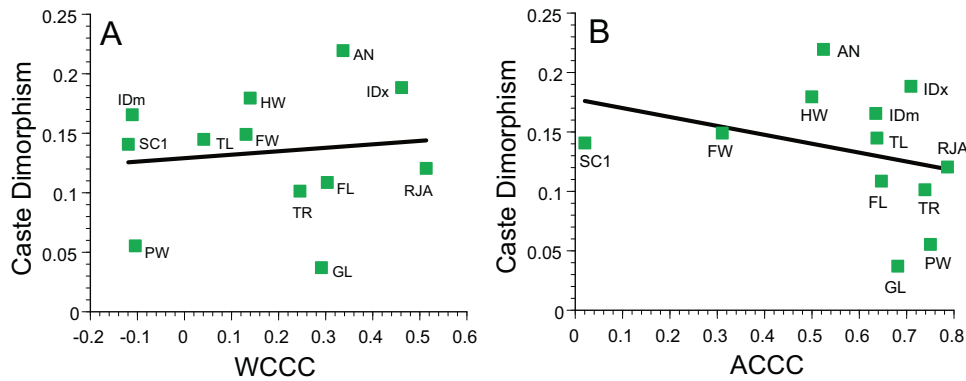 A
Caste Dimorphism
0.25
0.2
0.15
0.1
0.05
0
AN
IDx
IDm
HW
SC1
TL
FW
RJA
FL
TR
PW
GL
-0.2
-0.1
0
0.1
0.2
0.3
0.4
0.5
0.6
WCCC
B
Caste Dimorphism
0.25
0.2
0.15
0.1
0.05
0
AN
IDx
HW
IDm
SC1
FW
TL
RJA
FL
TR
PW
GL
0
0.1
0.2
0.3
0.4
0.5
0.6
0.7
0.8
ACCC